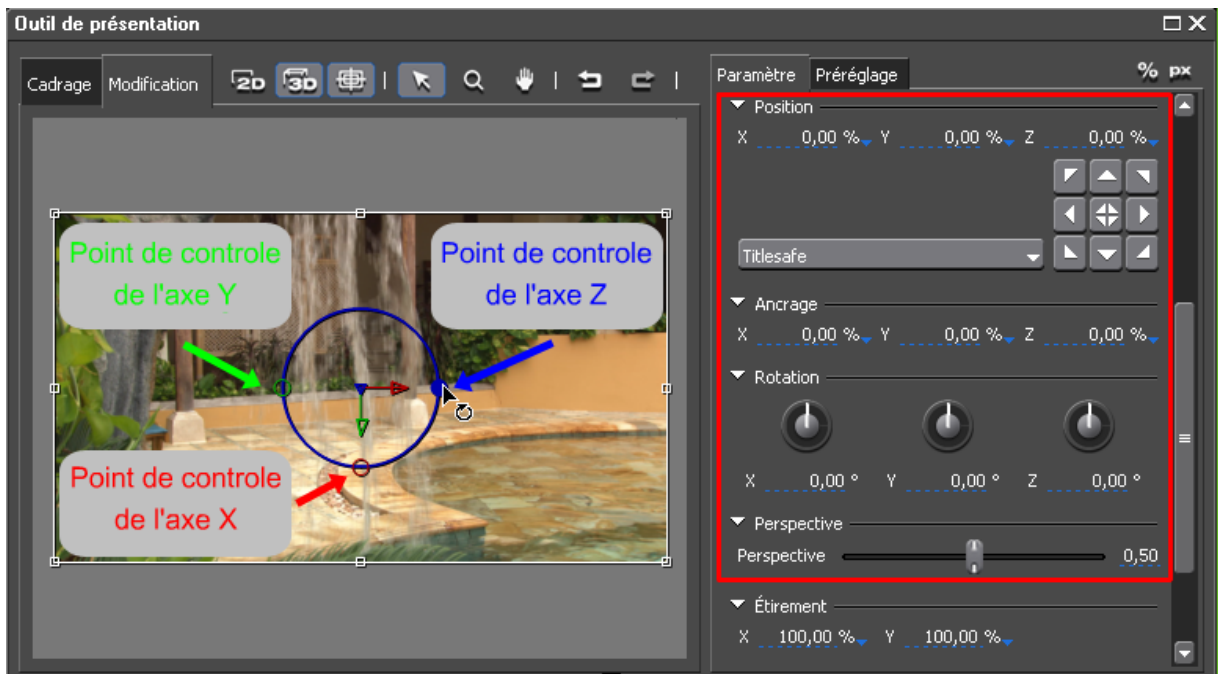 Outil de présentation
Cadrage Modification 2D 3D
Point de controle
de l'axe Y
Point de controle
de l'axe Z
Point de controle
de l'axe X
Paramètre Préréglage % px
Position
X 0,00 % Y 0,00 % Z 0,00 %
Titlesafe
Ancrage
X 0,00 % Y 0,00 % Z 0,00 %
Rotation
X 0,00 ° Y 0,00 ° Z 0,00 °
Perspective
Perspective 0,50
Étirement
X 100,00 % Y 100,00 %